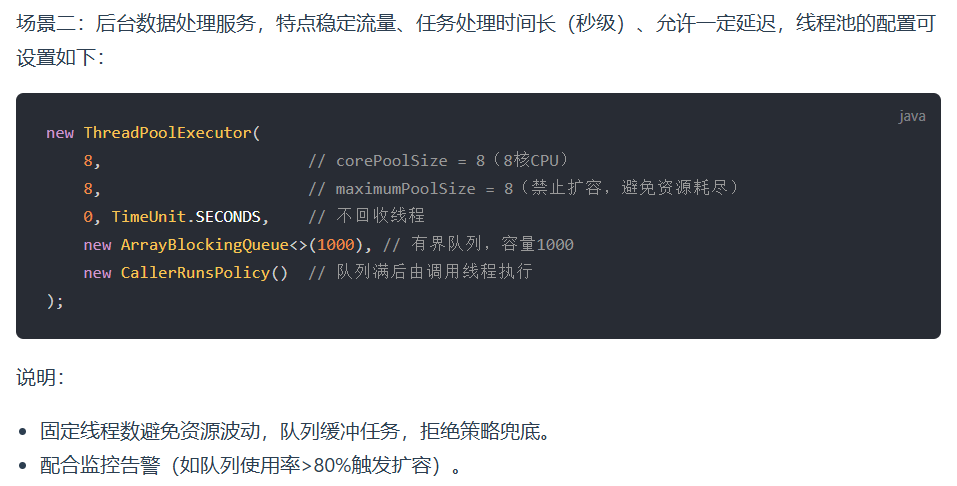 场景二：后台数据处理服务，特点稳定流量、任务处理时间长（秒级）、允许一定延迟，线程池的配置可
设置如下：
java
new ThreadPoolExecutor(
    8,                      // corePoolSize = 8（8核CPU）
    8,                      // maximumPoolSize = 8（禁止扩容，避免资源耗尽）
    0, TimeUnit.SECONDS,    // 不回收线程
    new ArrayBlockingQueue<>(1000), // 有界队列，容量1000
    new CallerRunsPolicy()  // 队列满后由调用线程执行
);
说明：
• 固定线程数避免资源波动，队列缓冲任务，拒绝策略兜底。
• 配合监控告警（如队列使用率>80%触发扩容）。